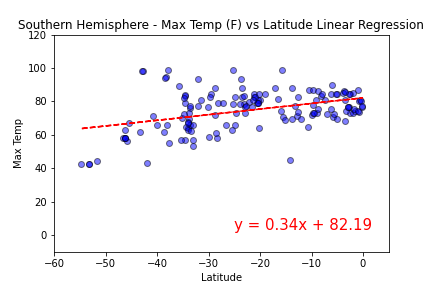 Southern Hemisphere - Max Temp (F) vs Latitude Linear Regression
120
100
80
60
40
20
0
Max Temp
y = 0.34x + 82.19
−60 −50 −40 −30 −20 −10 0
Latitude